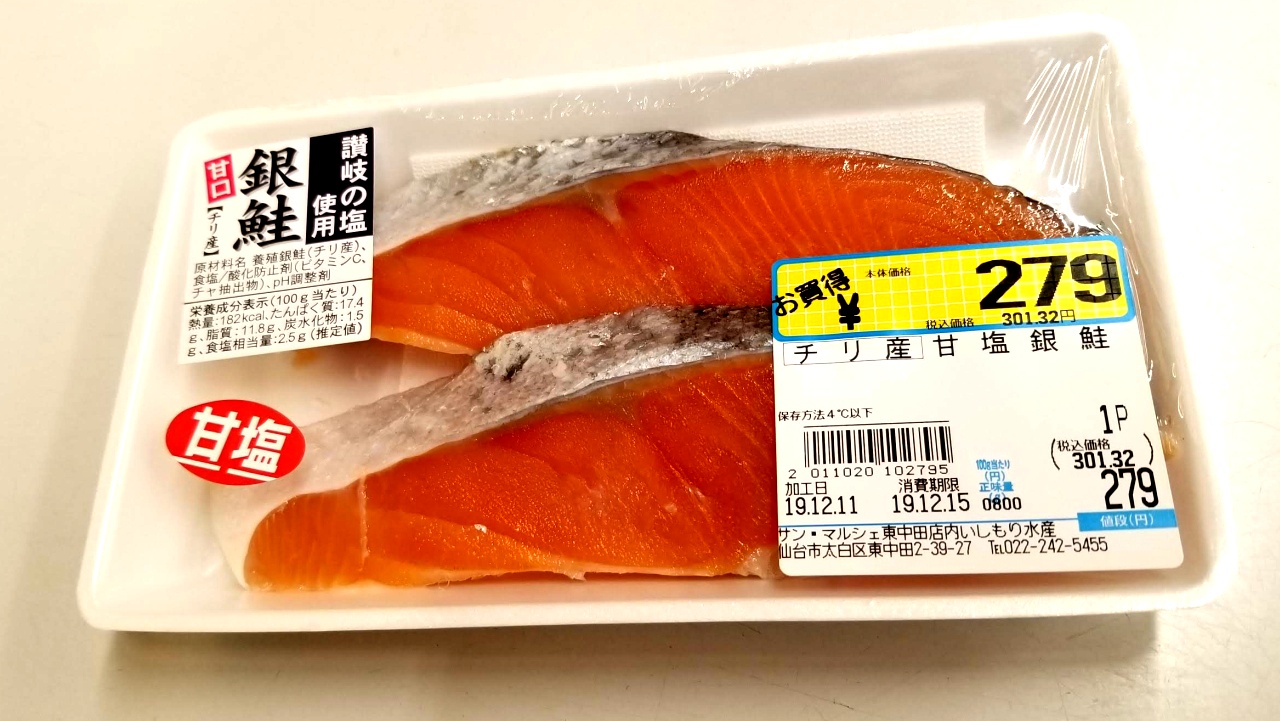 讃岐の塩
使用
銀鮭
甘口
【チリ産】
原材料名 養殖銀鮭(チリ産)、
食塩/酸化防止剤(ビタミンC、
チャ抽出物)、pH調整剤
栄養成分表示(100g当たり)
熱量:182kcal、たんぱく質:17.4
g、脂質:11.8g、炭水化物:1.5
g、食塩相当量:2.5g(推定値)
甘塩
お買得
本体価格
¥
279
税込価格
301.32円
チリ産甘塩銀鮭
保存方法4℃以下
1P
(税込価格
301.32)
2 011020 102795
100g当たり
(円)
正味量
(g)
279
加工日
消費期限
19.12.11
19.12.15
0800
値段(円)
サン・マルシェ東中田店内いしもり水産
仙台市太白区東中田2-39-27 TEL022-242-5455